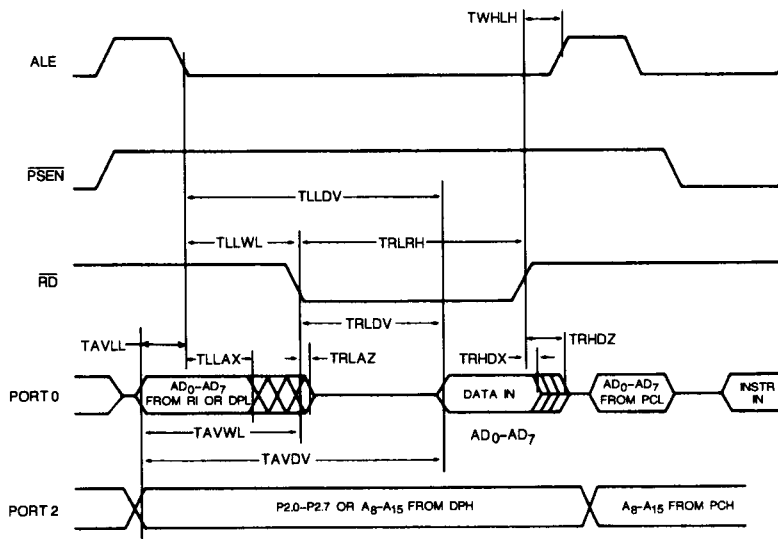 TWHLH
ALE
PSEN
TLLDV
TLLWL
TRLRH
RD
TRLDV
TAVLL
TLLAX
TRLAZ
TRHDX
TRHDZ
PORT 0
AD0–AD7
FROM RI OR DPL
DATA IN
AD0–AD7
FROM PCL
INSTR
IN
TAVWL
AD0–AD7
TAVDV
PORT 2
P2.0–P2.7 OR A8–A15 FROM DPH
A8–A15 FROM PCH